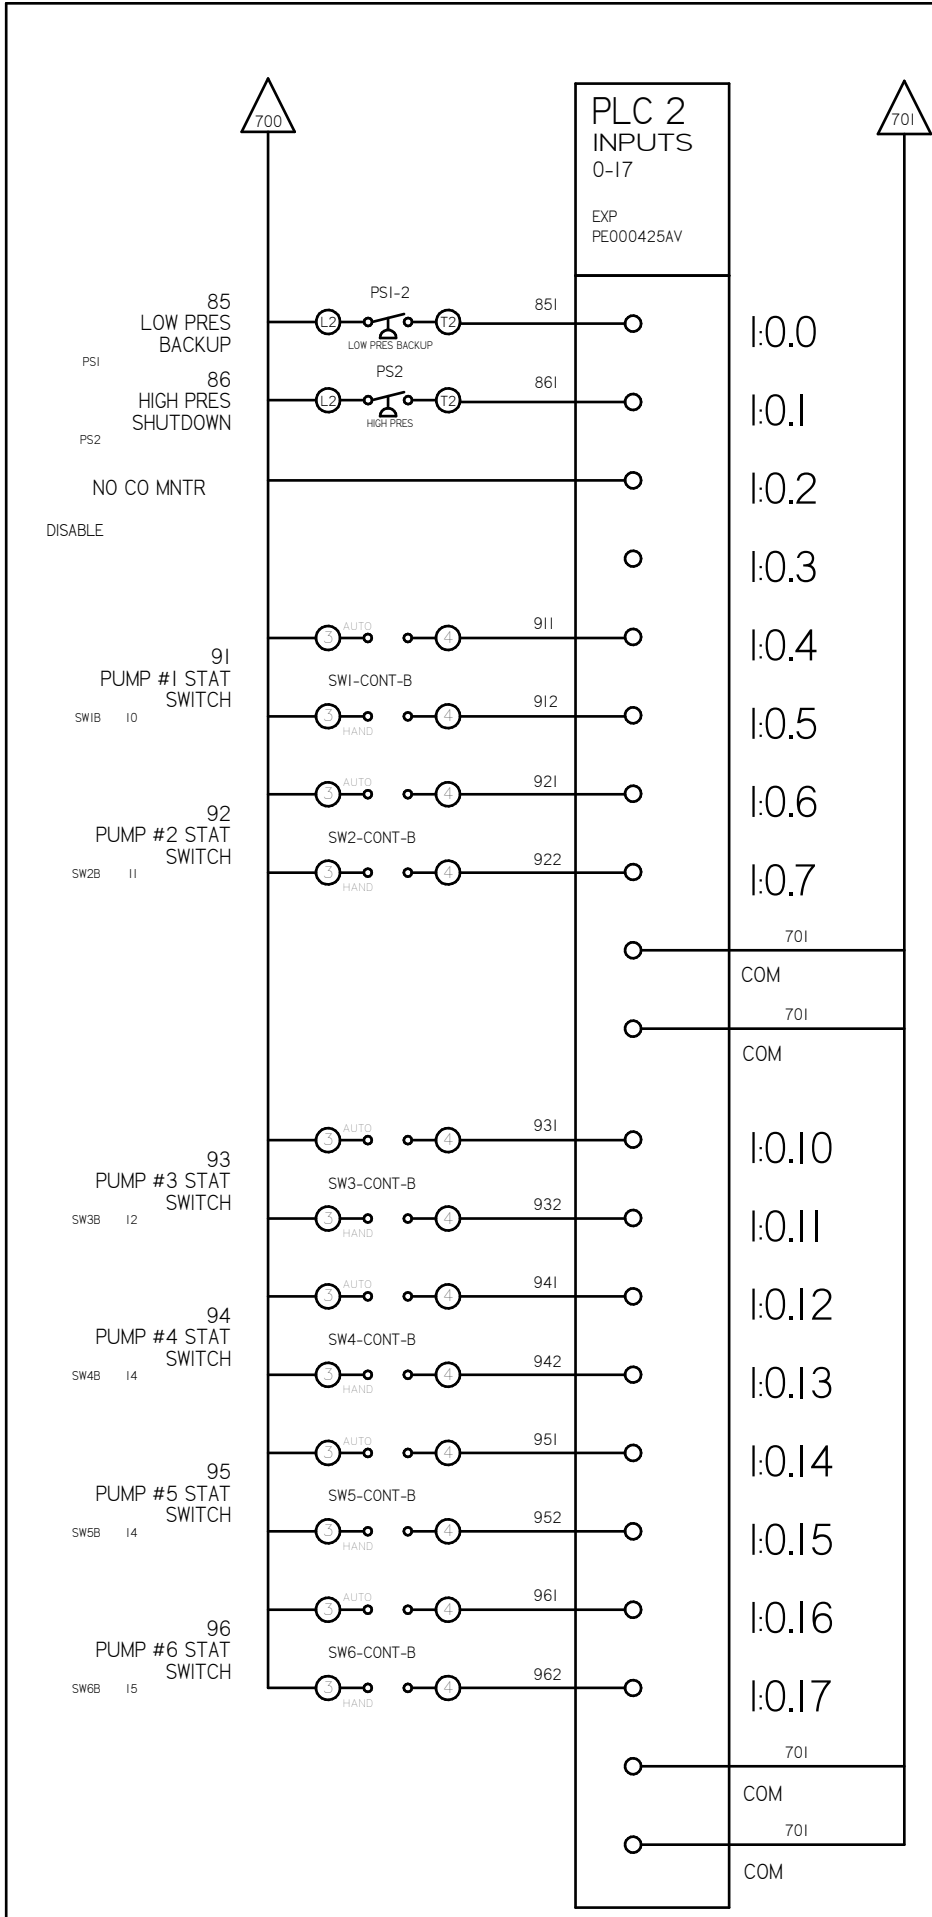 700
PLC 2
INPUTS
0-17
EXP
PE000425AV
701
85
LOW PRES
BACKUP
PS1
PS1-2
L2
T2
LOW PRES BACKUP
851
I:0.0
86
HIGH PRES
SHUTDOWN
PS2
PS2
L2
T2
HIGH PRES
861
I:0.1
NO CO MNTR
DISABLE
I:0.2
I:0.3
91
PUMP #1 STAT
SWITCH
SW1B 10
3 AUTO 4
911
I:0.4
SW1-CONT-B
3 HAND 4
912
I:0.5
92
PUMP #2 STAT
SWITCH
SW2B 11
3 AUTO 4
921
I:0.6
SW2-CONT-B
3 HAND 4
922
I:0.7
701
COM
701
COM
93
PUMP #3 STAT
SWITCH
SW3B 12
3 AUTO 4
931
I:0.10
SW3-CONT-B
3 HAND 4
932
I:0.11
94
PUMP #4 STAT
SWITCH
SW4B 14
3 AUTO 4
941
I:0.12
SW4-CONT-B
3 HAND 4
942
I:0.13
95
PUMP #5 STAT
SWITCH
SW5B 14
3 AUTO 4
951
I:0.14
SW5-CONT-B
3 HAND 4
952
I:0.15
96
PUMP #6 STAT
SWITCH
SW6B 15
3 AUTO 4
961
I:0.16
SW6-CONT-B
3 HAND 4
962
I:0.17
701
COM
701
COM